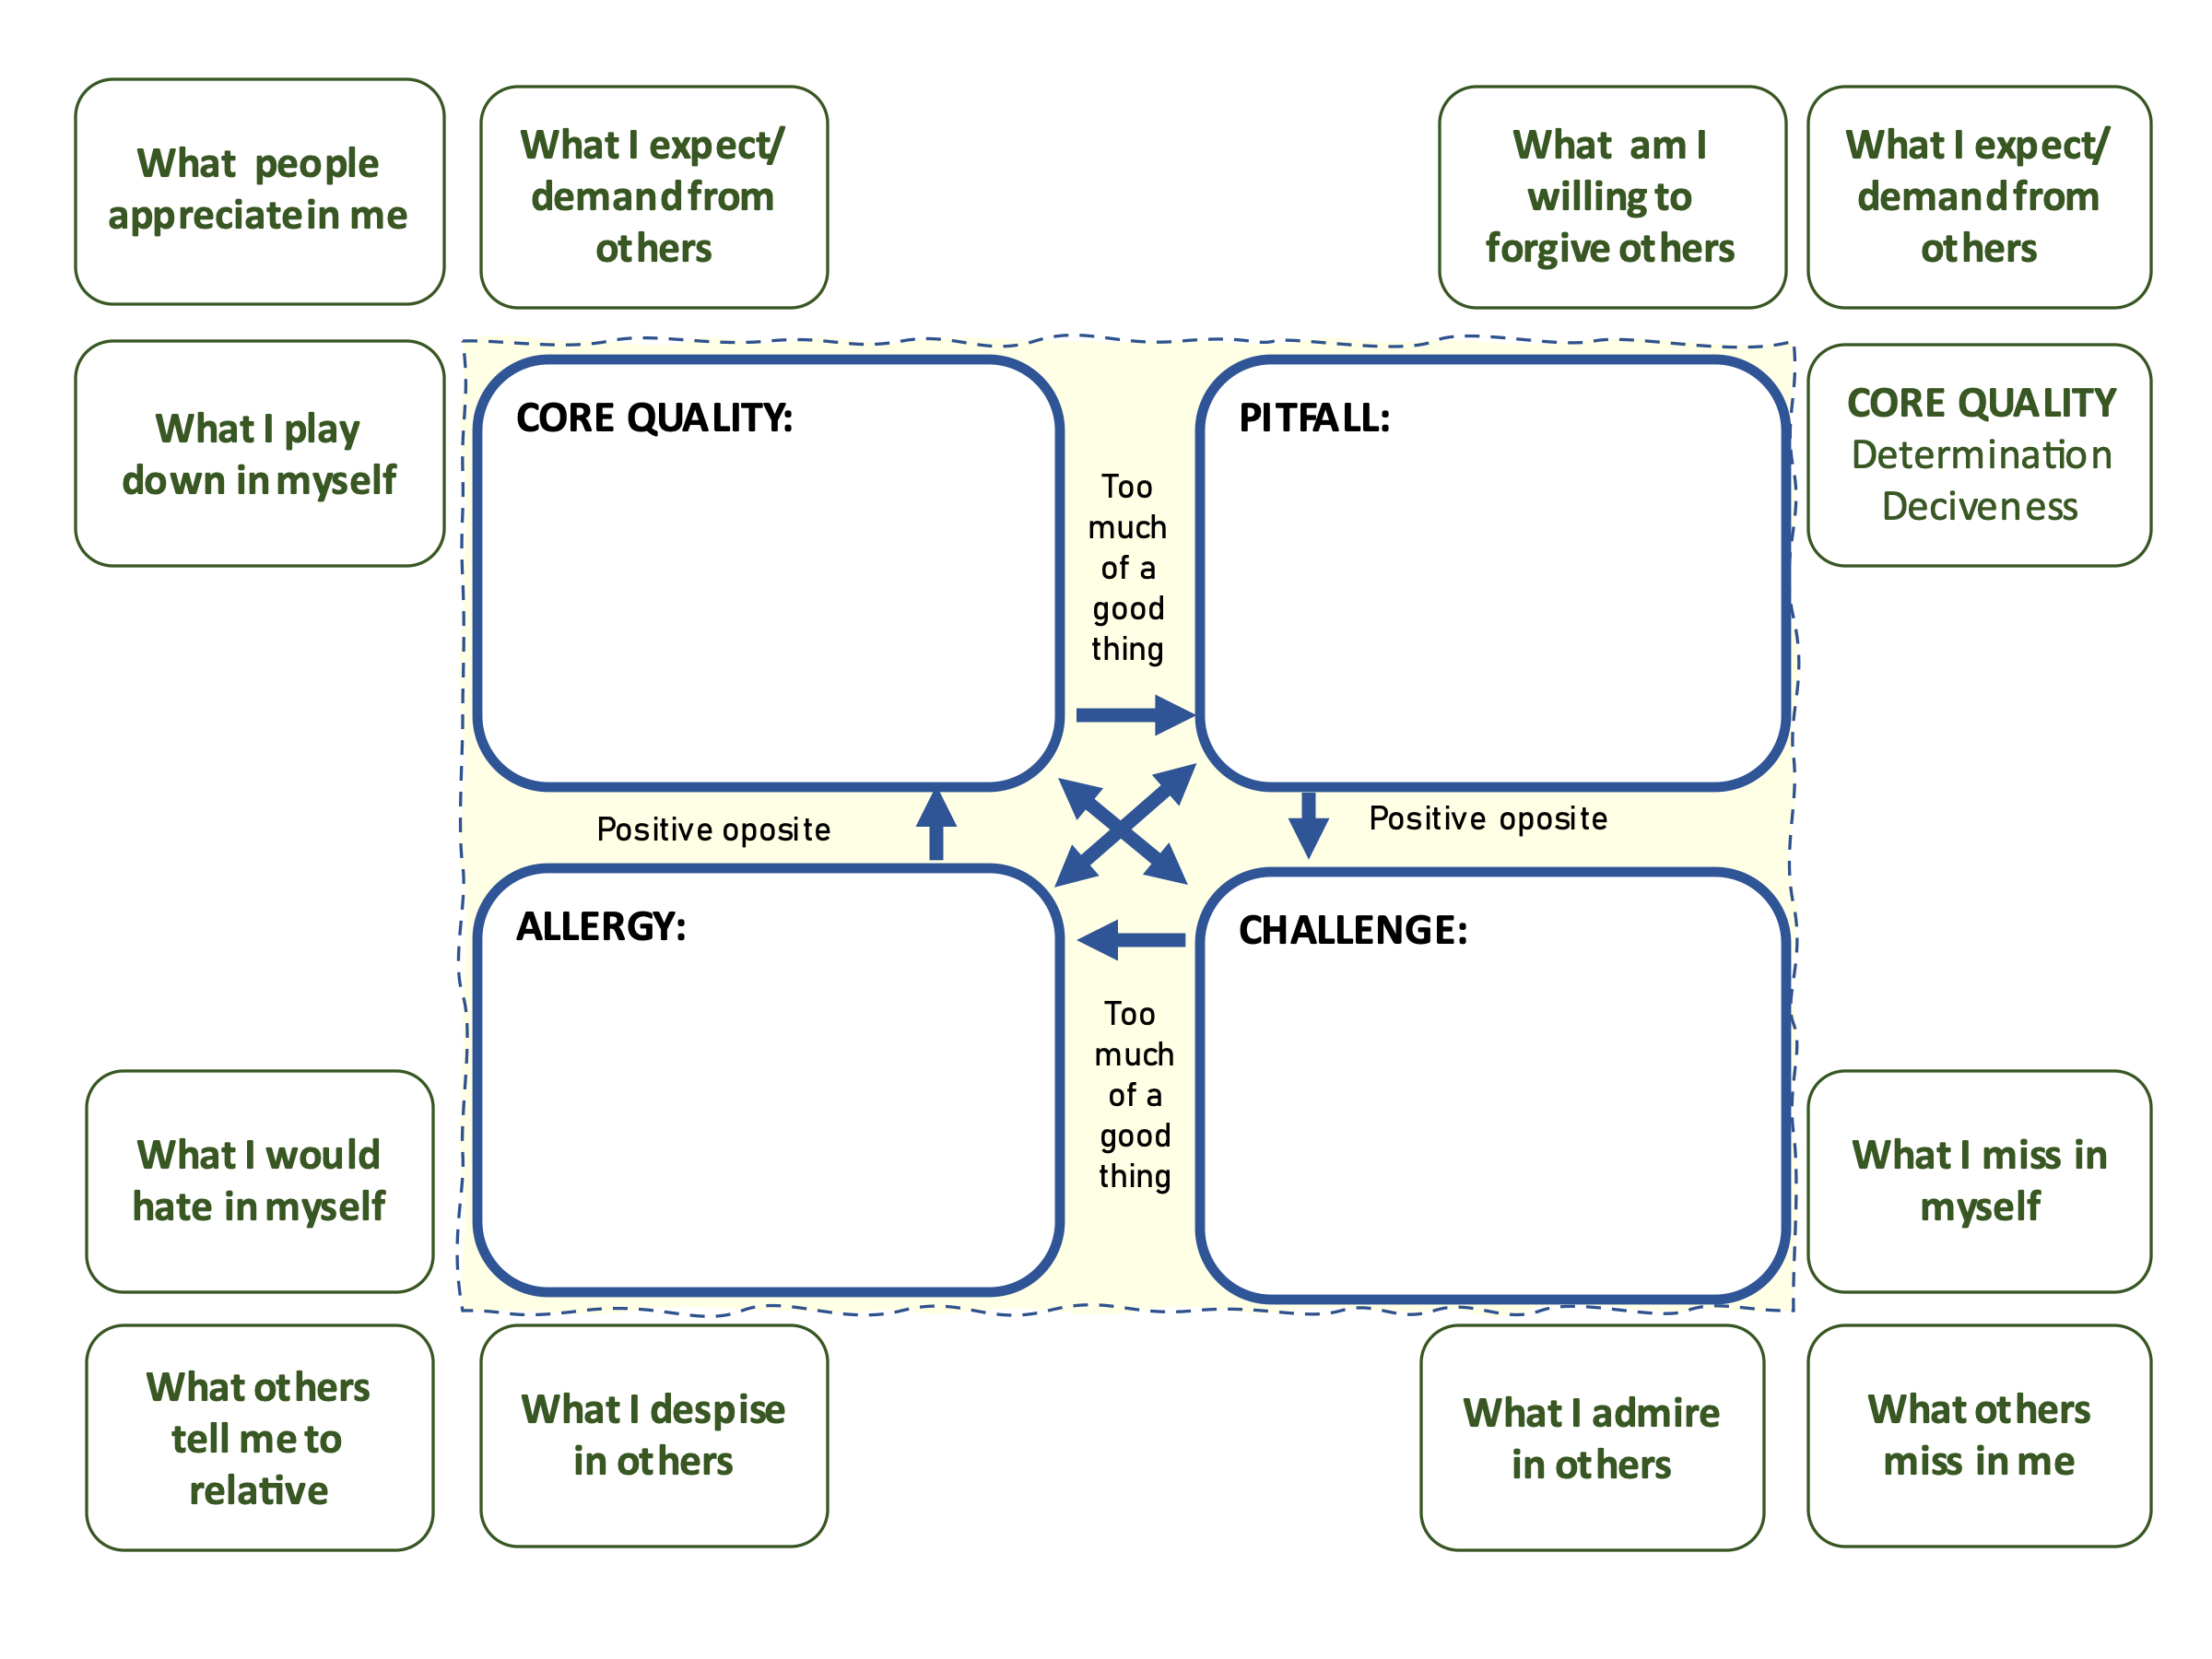 What people
appreciate in me
What I expect/
demand from
others
What am I
willing to
forgive others
What I expect/
demand from
others
What I play
down in myself
CORE QUALITY:
Too
much
of a
good
thing
PITFALL:
CORE QUALITY
Determination
Deciveness
Positive oposite
Positive oposite
ALLERGY:
Too
much
of a
good
thing
CHALLENGE:
What I would
hate in myself
What I miss in
myself
What others
tell me to
relative
What I despise
in others
What I admire
in others
What others
miss in me